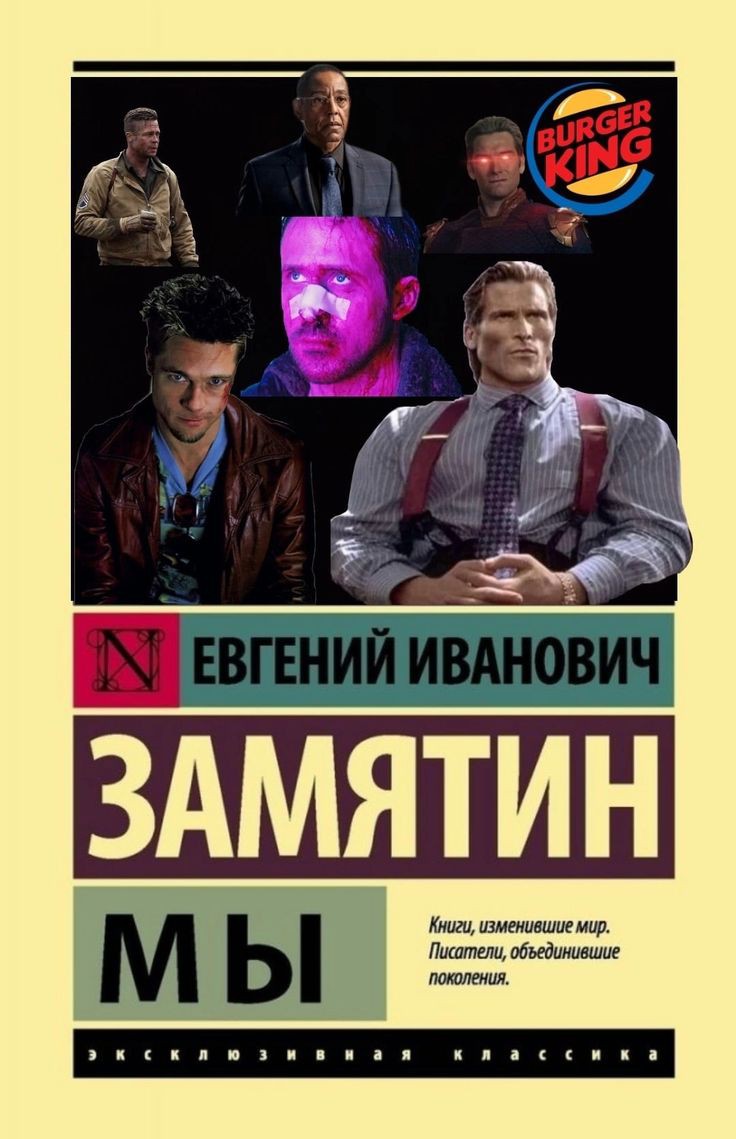 BURGER
KING
N ЕВГЕНИЙ ИВАНОВИЧ
ЗАМЯТИН
МЫ
Книги, изменившие мир.
Писатели, объединившие
поколения.
эксклюзивная классика